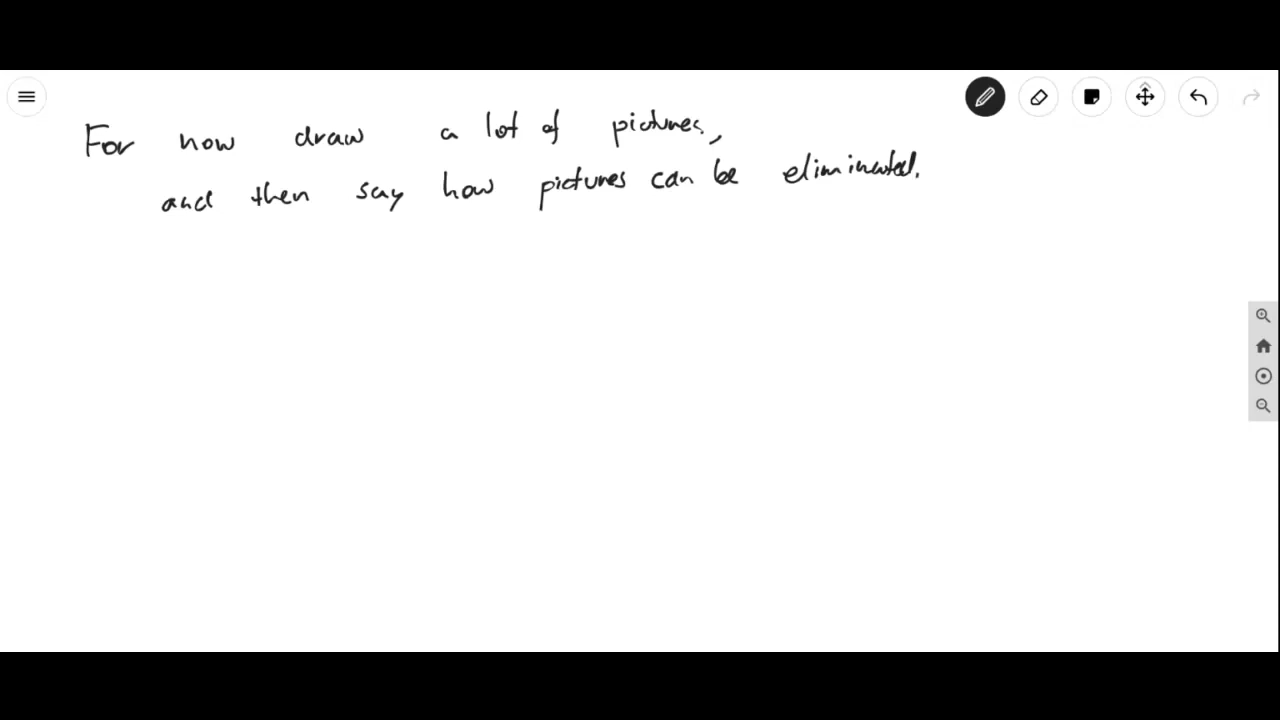 For now draw a lot of pictures,
and then say how pictures can be eliminated.